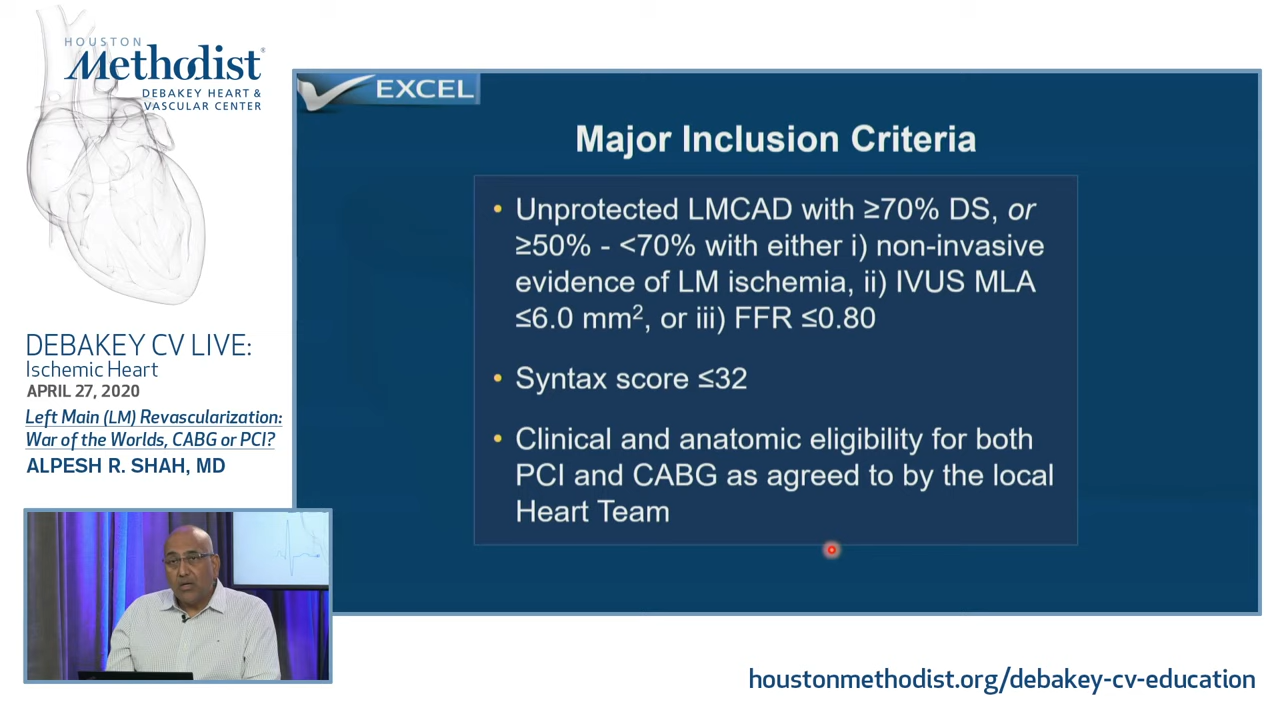 HOUSTON
Methodist®
DEBAKEY HEART &
VASCULAR CENTER
DEBAKEY CV LIVE:
Ischemic Heart
APRIL 27, 2020
Left Main (LM) Revascularization:
War of the Worlds, CABG or PCI?
ALPESH R. SHAH, MD
EXCEL
Major Inclusion Criteria
• Unprotected LMCAD with ≥70% DS, or
≥50% - <70% with either i) non-invasive
evidence of LM ischemia, ii) IVUS MLA
≤6.0 mm², or iii) FFR ≤0.80
• Syntax score ≤32
• Clinical and anatomic eligibility for both
PCI and CABG as agreed to by the local
Heart Team
houstonmethodist.org/debakey-cv-education